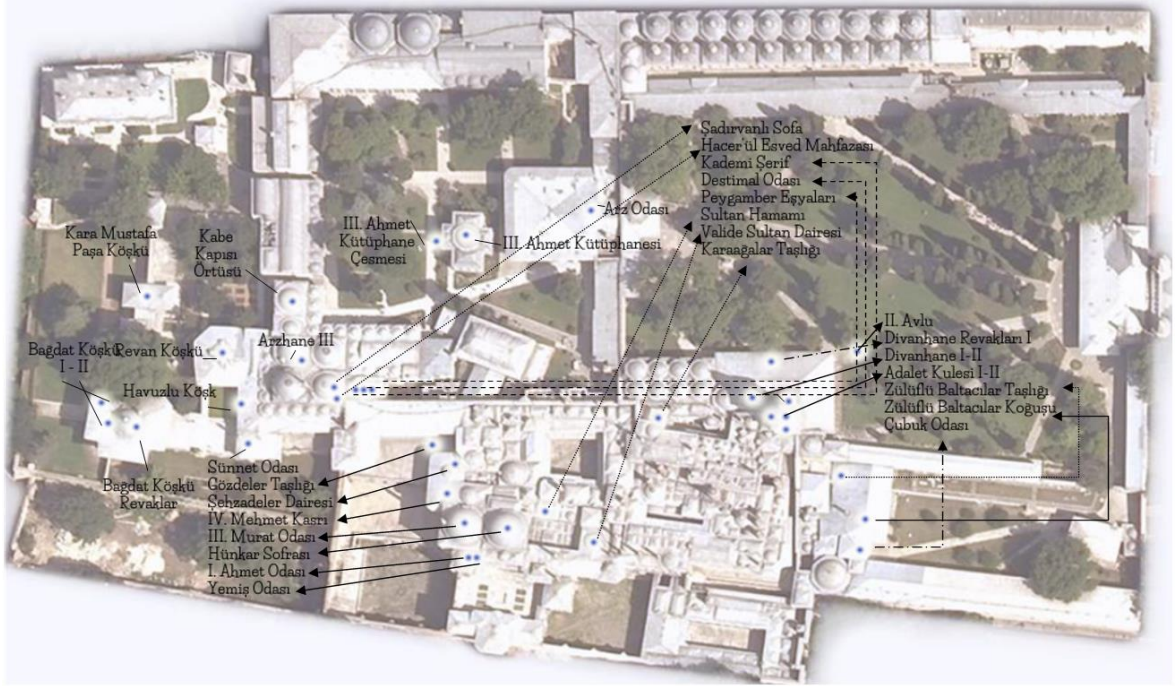 Şadırvanlı Sofa
Hacer'ül Esved Mahfazası
Kademi Şerif
Destimal Odası
Peygamber Eşyaları
Sultan Hamamı
Valide Sultan Dairesi
Karaağalar Taşlığı
Arz Odası
III. Ahmet
Kütüphane
Çeşmesi
III. Ahmet Kütüphanesi
Kara Mustafa
Paşa Köşkü
Kabe
Kapısı
Örtüsü
Arzhane III
Bagdat Köşkü
I - II
Revan Köşkü
Havuzlu Köşk
Bagdat Köşkü
Revaklar
II. Avlu
Divanhane Revakları I
Divanhane I-II
Adalet Kulesi I-II
Zülüflü Baltacılar Taşlığı
Zülüflü Baltacılar Koğuşu
Çubuk Odası
Sünnet Odası
Gözdeler Taşlığı
Şehzadeler Dairesi
IV. Mehmet Kasrı
III. Murat Odası
Hünkar Sofrası
I. Ahmet Odası
Yemiş Odası